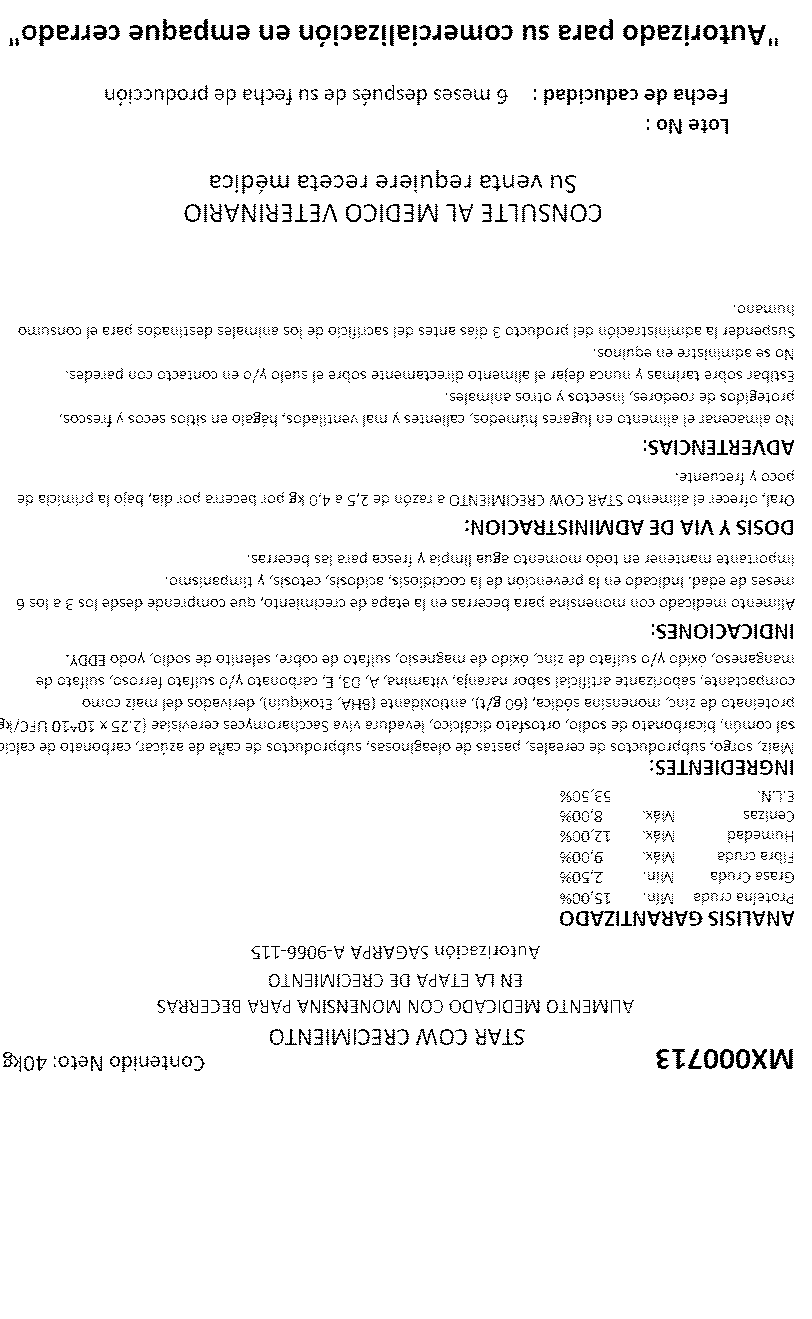 MX000713
Contenido Neto: 40kg
STAR COW CRECIMIENTO
ALIMENTO MEDICADO CON MONENSINA PARA BECERRAS
EN LA ETAPA DE CRECIMIENTO
Autorización SAGARPA A-9066-115
ANALISIS GARANTIZADO
Proteína cruda Mín. 15,00%
Grasa Cruda Mín. 2,50%
Fibra cruda Máx. 9,00%
Humedad Máx. 12,00%
Cenizas Máx. 8,00%
E.L.N. 53,50%
INGREDIENTES:
Maíz, sorgo, subproductos de cereales, pastas de oleaginosas, subproductos de caña de azúcar, carbonato de calcio
sal común, bicarbonato de sodio, ortosfato dicálcico, levadura viva Saccharomyces cerevisiae (2.25 x 10^10 UFC/kg
proteinato de zinc, monensina sódica, (60 g/t), antioxidante (BHA, Etoxiquin), derivados del maíz como
compactante, saborizante artificial sabor naranja, vitamina, A, D3, E, carbonato y/o sulfato ferroso, sulfato de
manganeso, óxido y/o sulfato de zinc, óxido de magnesio, sulfato de cobre, selenito de sodio, yodo EDDY.
INDICACIONES:
Alimento medicado con monensina para becerras en la etapa de crecimiento, que comprende desde los 3 a los 6
meses de edad. Indicado en la prevención de la coccidiosis, acidosis, cetosis, y timpanismo.
Importante mantener en todo momento agua limpia y fresca para las becerras.
DOSIS Y VIA DE ADMINISTRACION:
Oral, ofrecer el alimento STAR COW CRECIMIENTO a razón de 2,5 a 4,0 kg por becerra por día, bajo la primicia de
poco y frecuente.
ADVERTENCIAS:
No almacenar el alimento en lugares húmedos, calientes y mal ventilados, hágalo en sitios secos y frescos,
protegidos de roedores, insectos y otros animales.
Estibar sobre tarimas y nunca dejar el alimento directamente sobre el suelo y/o en contacto con paredes.
No se administre en equinos.
Suspender la administración del producto 3 días antes del sacrificio de los animales destinados para el consumo
humano.
CONSULTE AL MEDICO VETERINARIO
Su venta requiere receta médica
Lote No :
Fecha de caducidad : 6 meses después de su fecha de producción
"Autorizado para su comercialización en empaque cerrado"